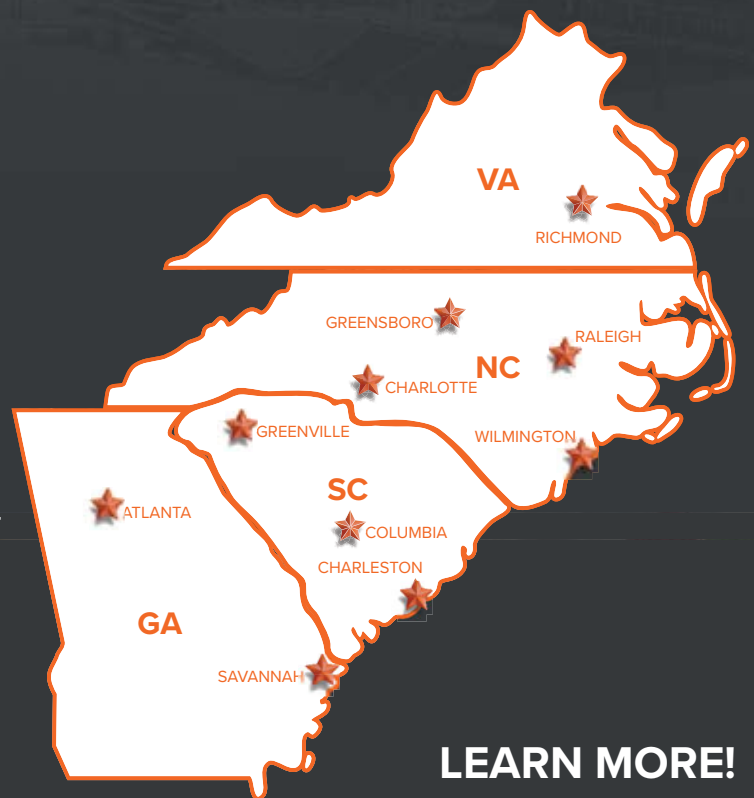 VA
RICHMOND
GREENSBORO
RALEIGH
NC
CHARLOTTE
GREENVILLE
WILMINGTON
SC
ATLANTA
COLUMBIA
CHARLESTON
GA
SAVANNAH
LEARN MORE!